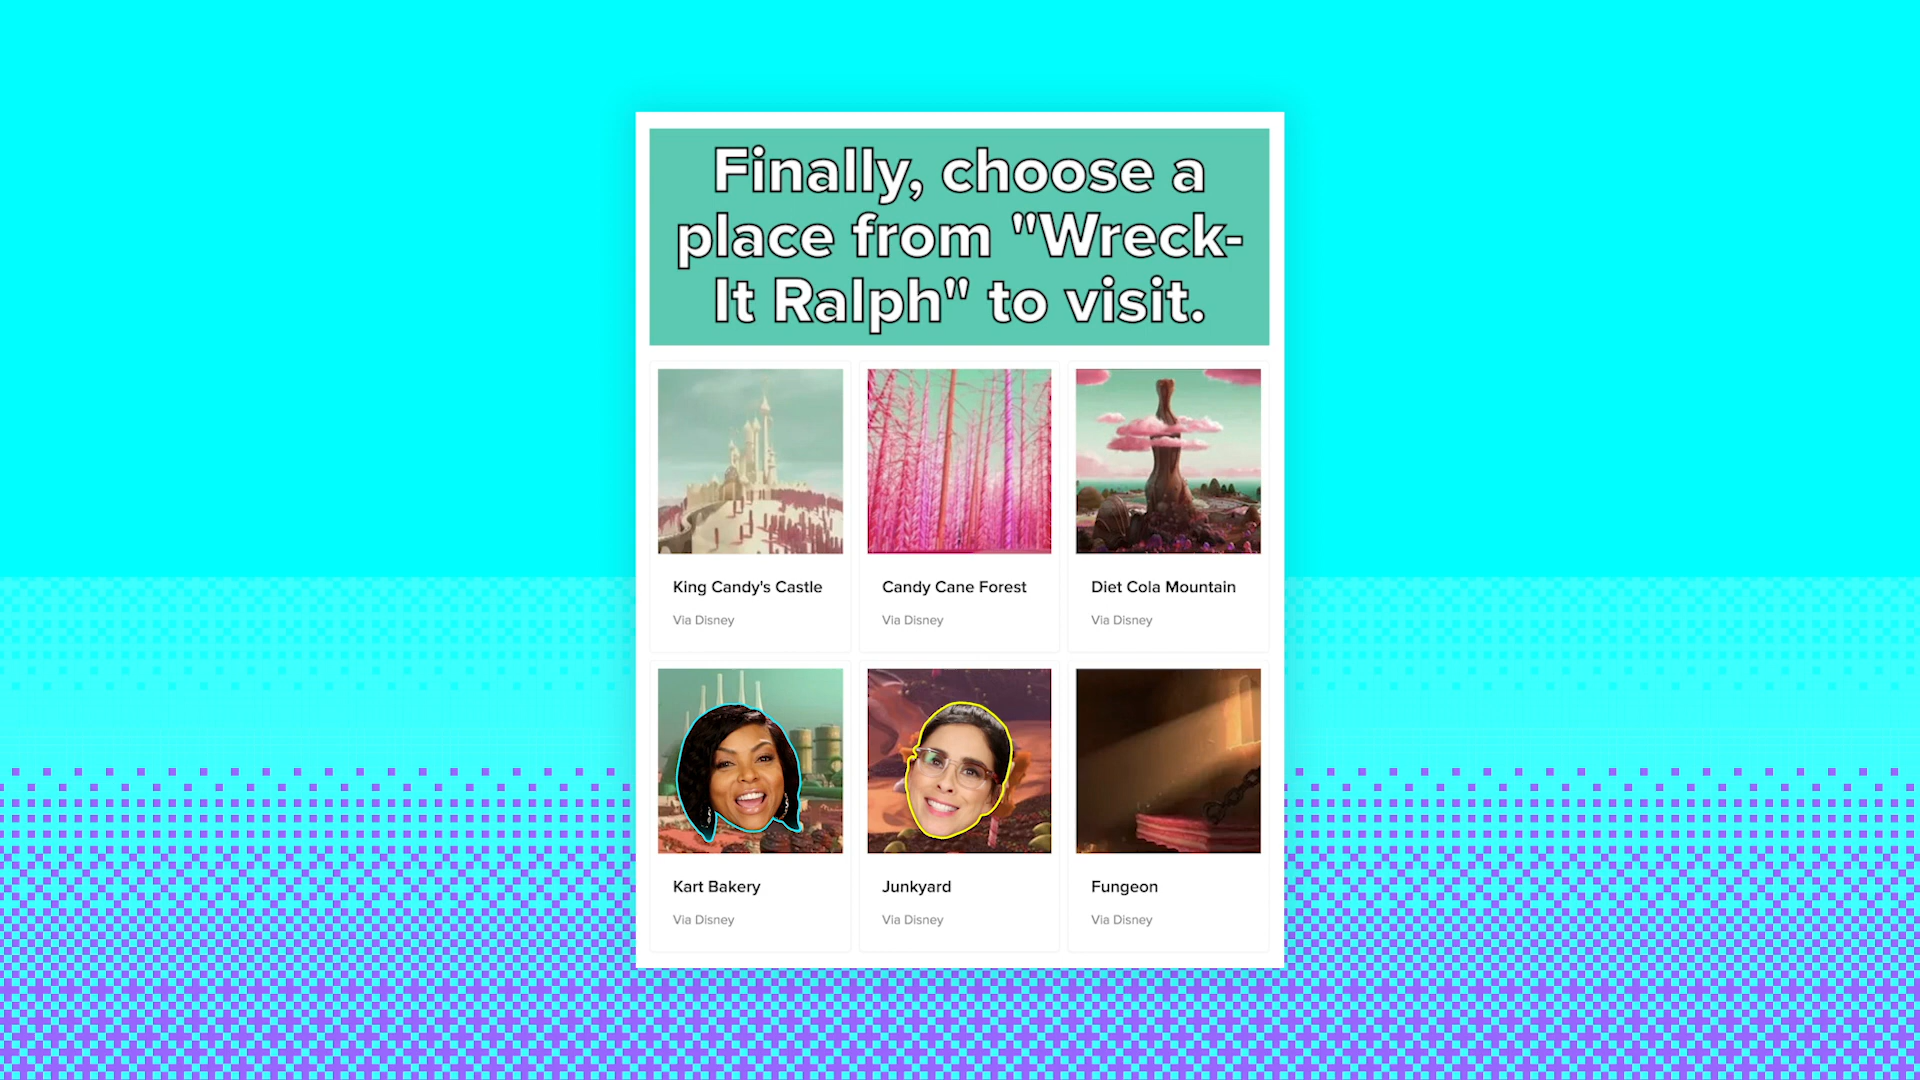 Finally, choose a
place from "Wreck-
It Ralph" to visit.
King Candy's Castle
Via Disney
Candy Cane Forest
Via Disney
Diet Cola Mountain
Via Disney
Kart Bakery
Via Disney
Junkyard
Via Disney
Fungeon
Via Disney